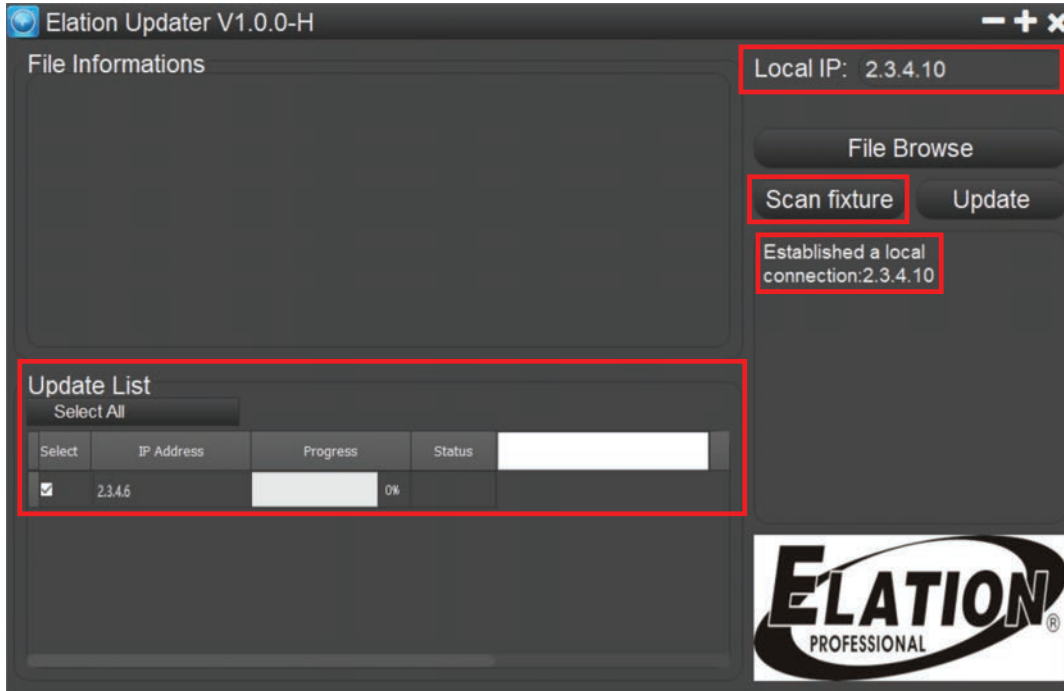 Elation Updater V1.0.0-H
File Informations
Local IP: 2.3.4.10
File Browse
Scan fixture
Update
Established a local
connection:2.3.4.10
Update List
Select All
Select IP Address Progress Status
2.3.4.6 0%
ELATION®
PROFESSIONAL